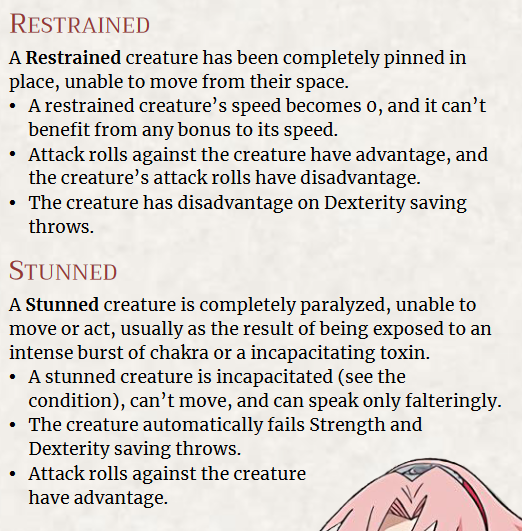 RESTRAINED
A Restrained creature has been completely pinned in
place, unable to move from their space.
• A restrained creature's speed becomes 0, and it can't
benefit from any bonus to its speed.
• Attack rolls against the creature have advantage, and
the creature's attack rolls have disadvantage.
• The creature has disadvantage on Dexterity saving
throws.
STUNNED
A Stunned creature is completely paralyzed, unable to
move or act, usually as the result of being exposed to an
intense burst of chakra or a incapacitating toxin.
• A stunned creature is incapacitated (see the
condition), can't move, and can speak only falteringly.
• The creature automatically fails Strength and
Dexterity saving throws.
• Attack rolls against the creature
have advantage.